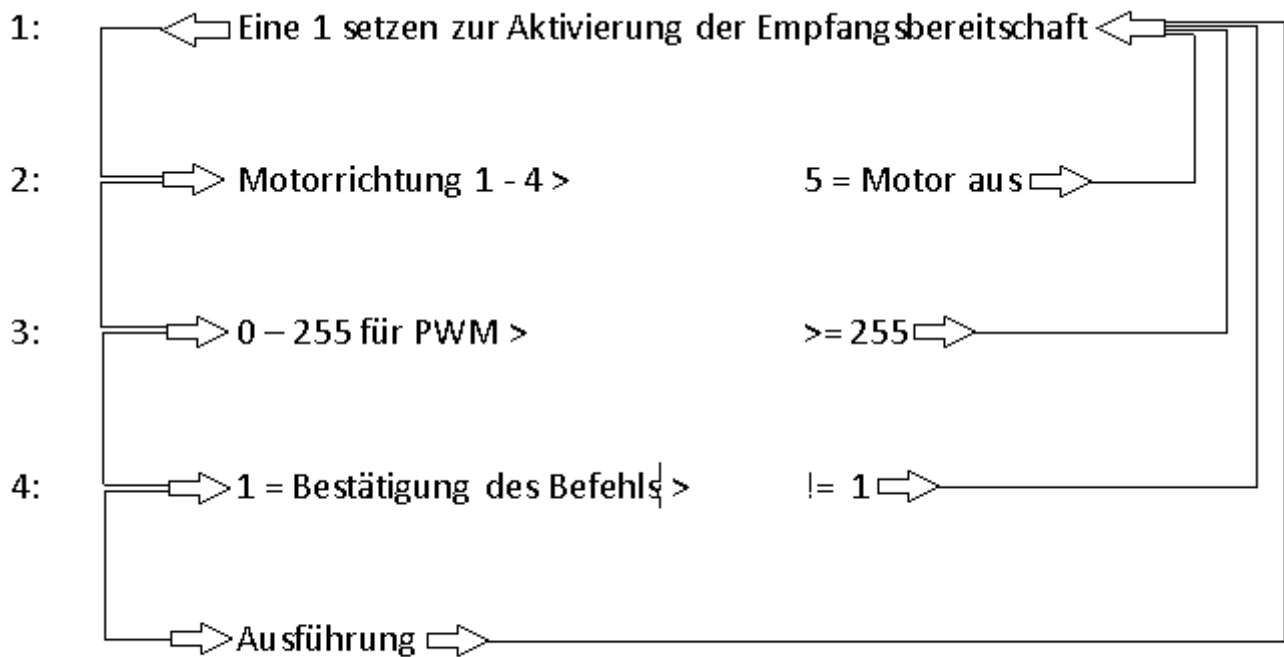 1: Eine 1 setzen zur Aktivierung der Empfangsbereitschaft
2: Motorrichtung 1 - 4 > 5 = Motor aus
3: 0 – 255 für PWM > >= 255
4: 1 = Bestätigung des Befehls > != 1
Ausführung